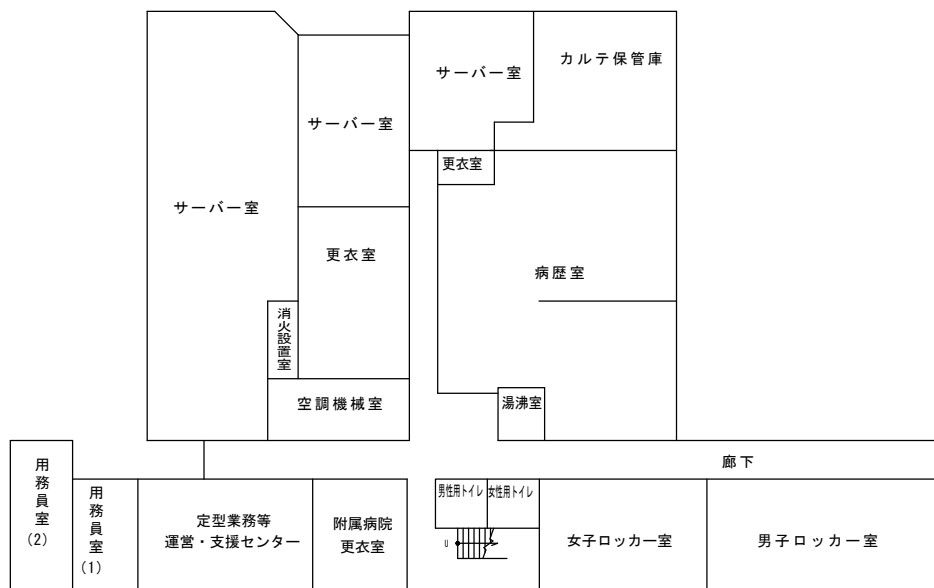 サーバー室
カルテ保管庫
サーバー室
更衣室
サーバー室
更衣室
病歴室
消火設置室
空調機械室
湯沸室
廊下
用務員室
(2)
用務員室
(1)
定型業務等
運営・支援センター
附属病院
更衣室
男性用トイレ
女性用トイレ
U
女子ロッカー室
男子ロッカー室